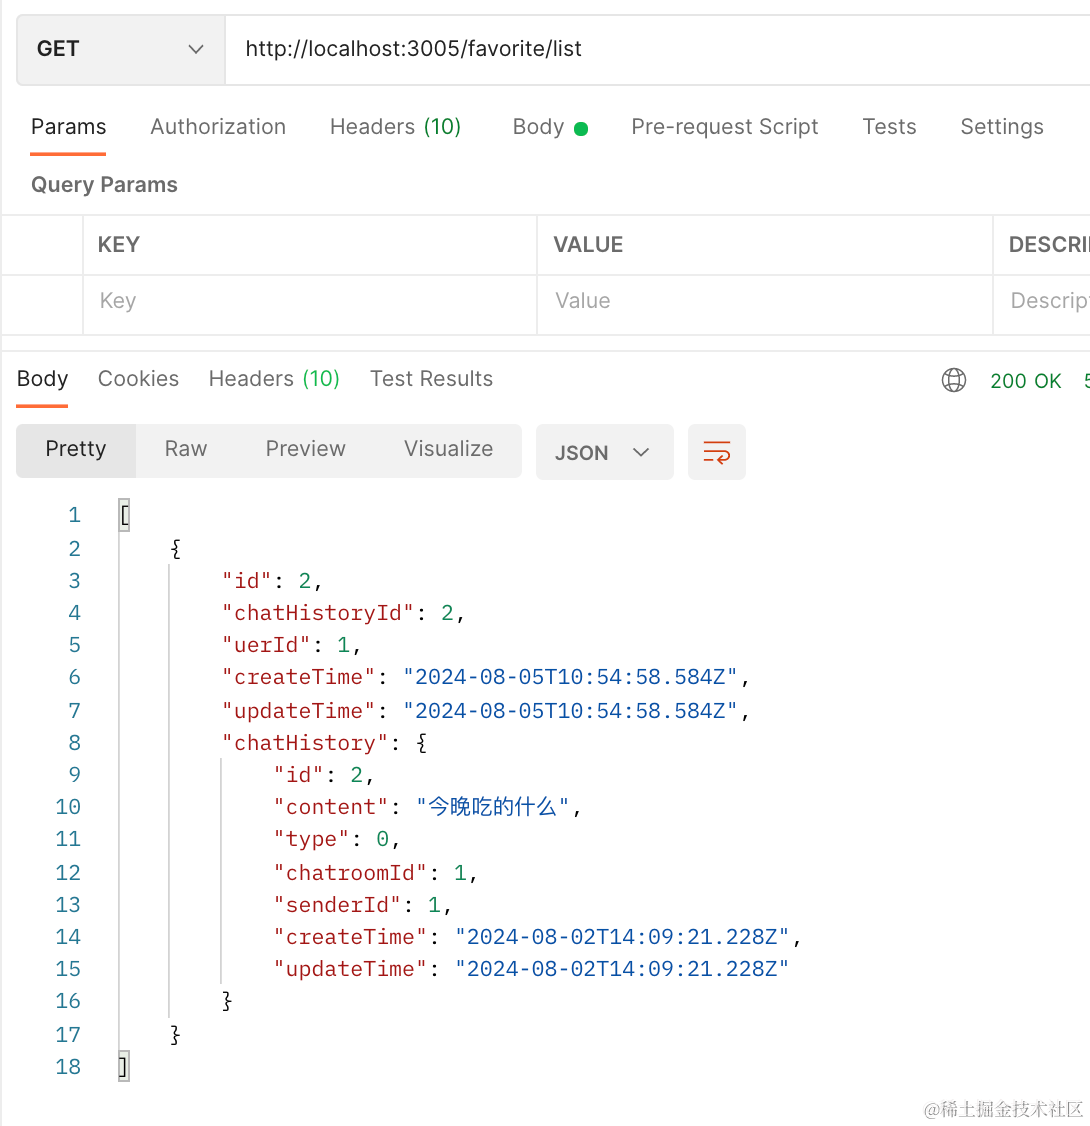 GET http://localhost:3005/favorite/list
Params Authorization Headers (10) Body Pre-request Script Tests Settings
Query Params
KEY VALUE DESCRI
Key Value Descrip
Body Cookies Headers (10) Test Results 200 OK 5
Pretty Raw Preview Visualize JSON
1 [
2 {
3 "id": 2,
4 "chatHistoryId": 2,
5 "uerId": 1,
6 "createTime": "2024-08-05T10:54:58.584Z",
7 "updateTime": "2024-08-05T10:54:58.584Z",
8 "chatHistory": {
9 "id": 2,
10 "content": "今晚吃的什么",
11 "type": 0,
12 "chatroomId": 1,
13 "senderId": 1,
14 "createTime": "2024-08-02T14:09:21.228Z",
15 "updateTime": "2024-08-02T14:09:21.228Z"
16 }
17 }
18 ]
@稀土掘金技术社区